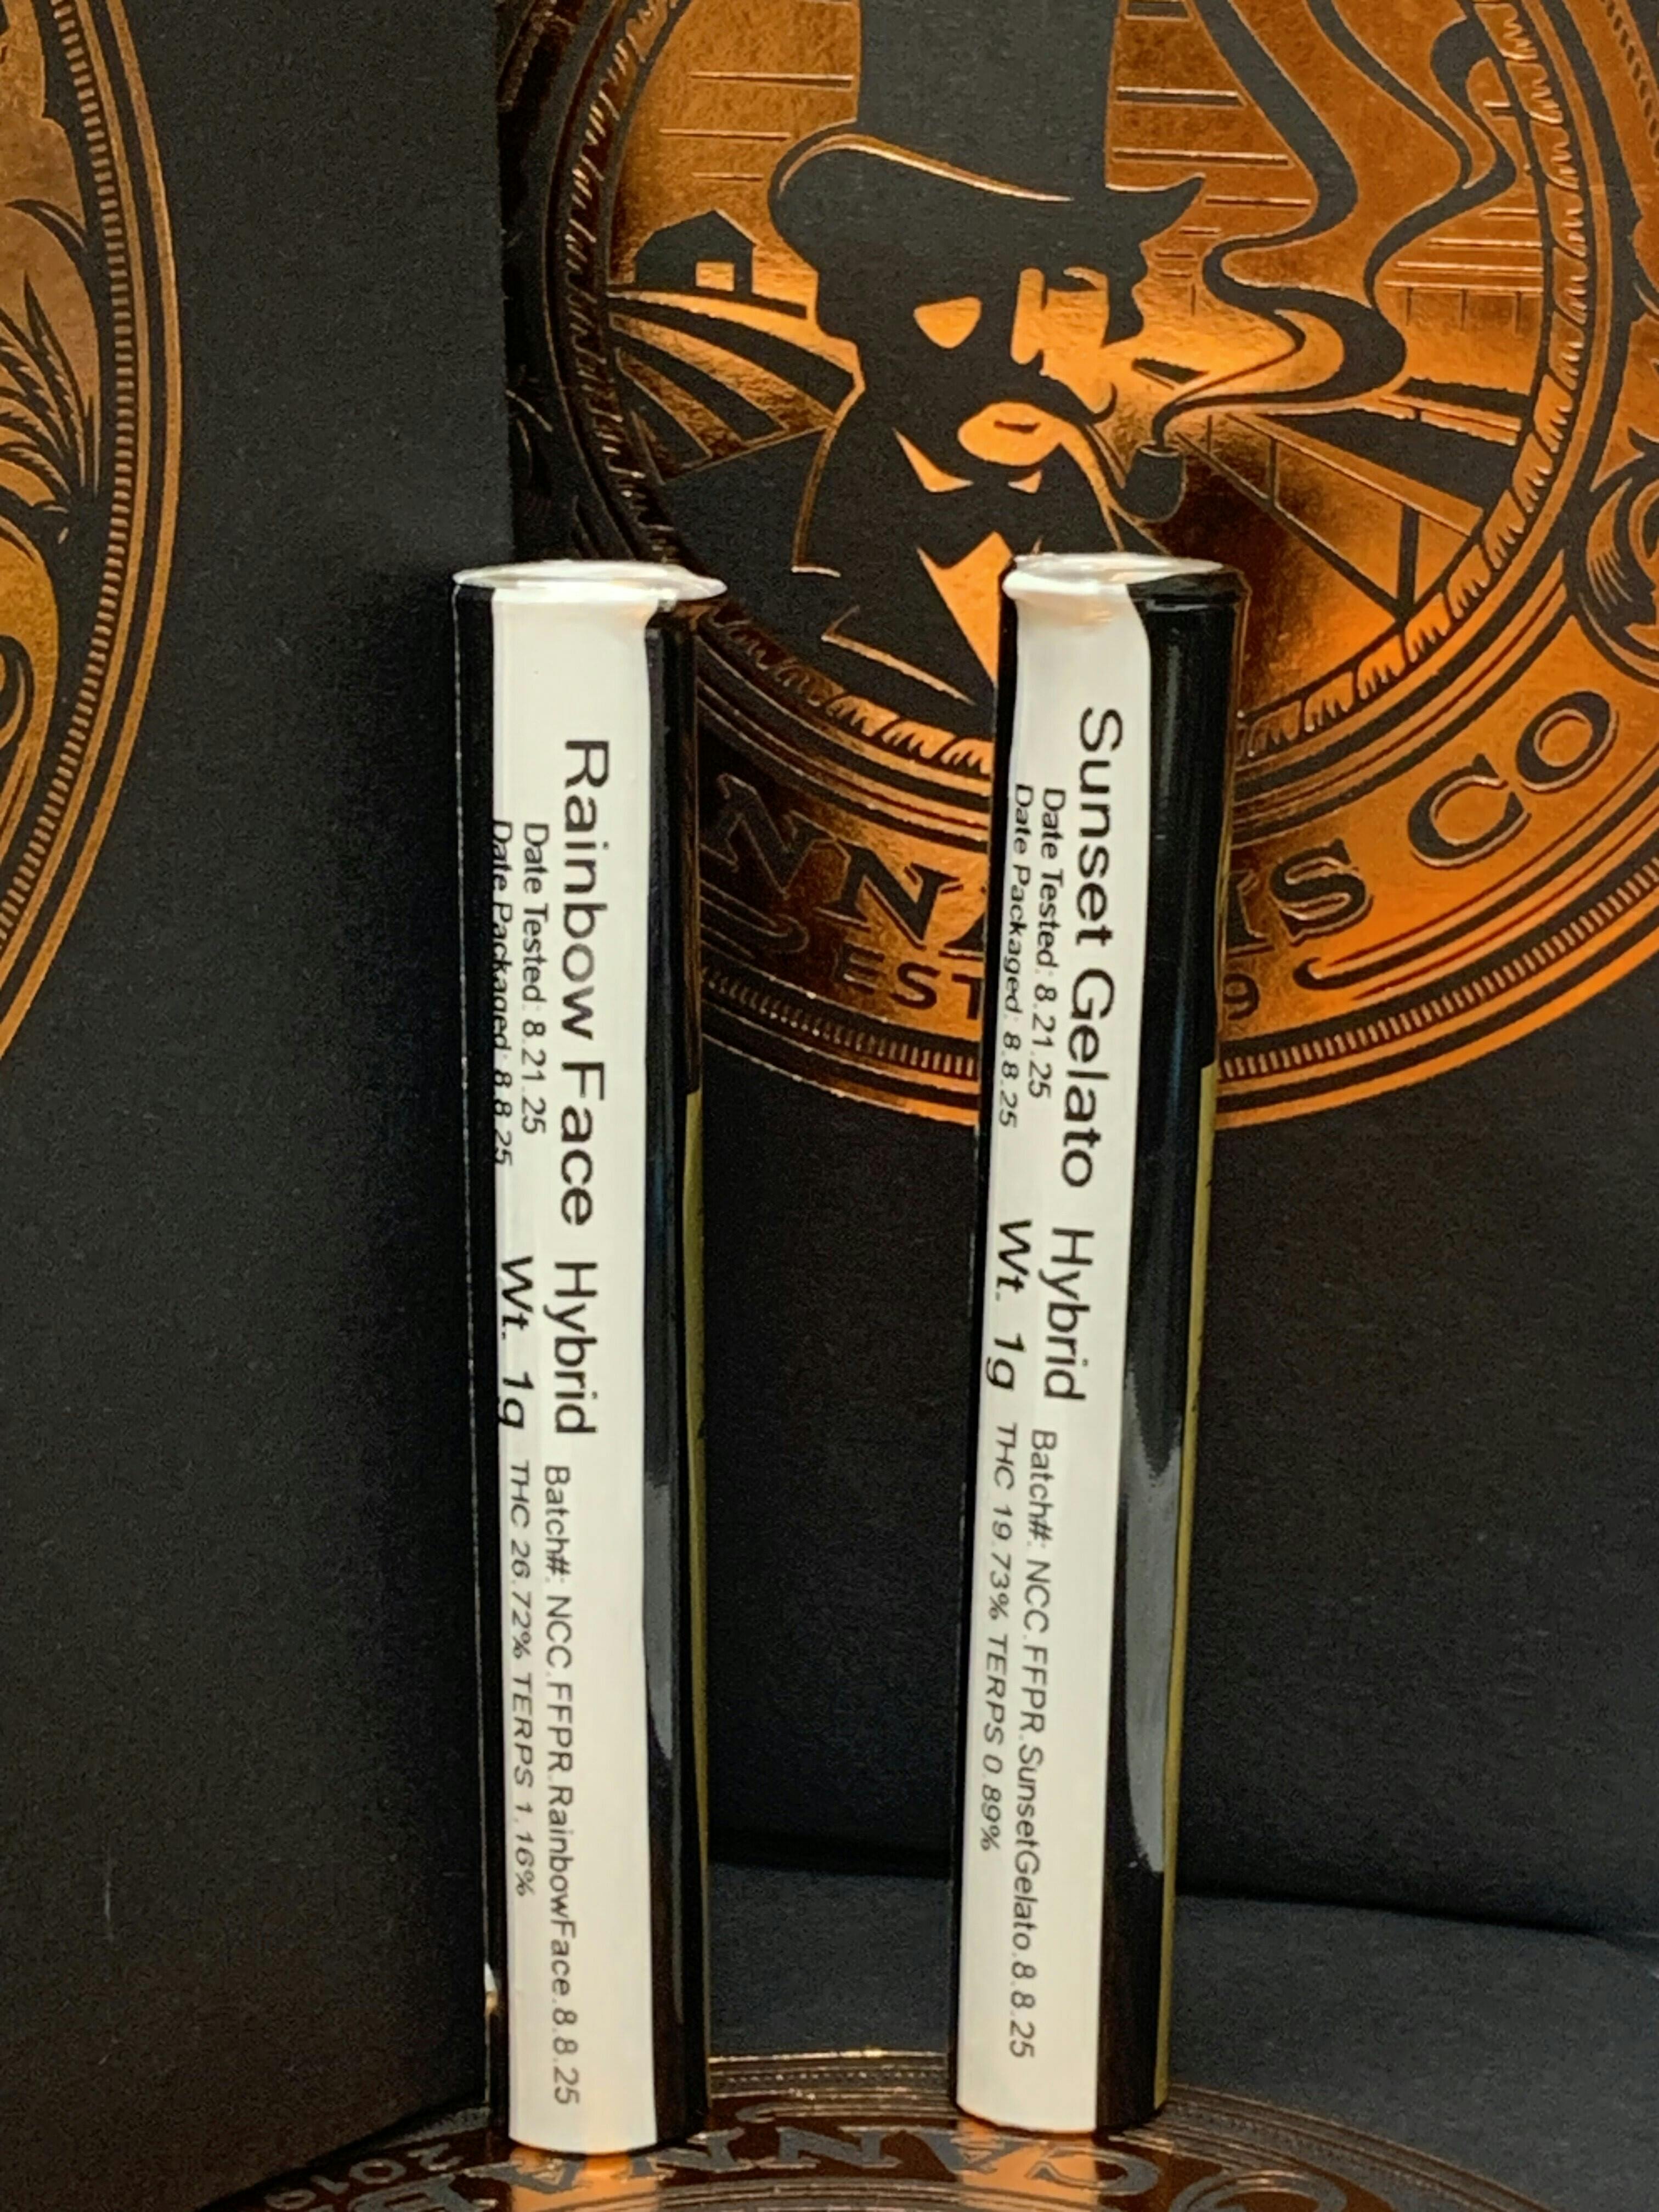 Rainbow Face Hybrid
Batch#: NCC.FFPR.RainbowFace.8.8.25
Date Tested: 8.21.25
Date Packaged: 8.8.25
Wt. 1g
THC 26.72% TERPS 1.16%
Sunset Gelato Hybrid
Batch#: NCC.FFPR.SunsetGelato.8.8.25
Date Tested: 8.21.25
Date Packaged: 8.8.25
Wt. 1g
THC 19.73% TERPS 0.89%
CO
2019